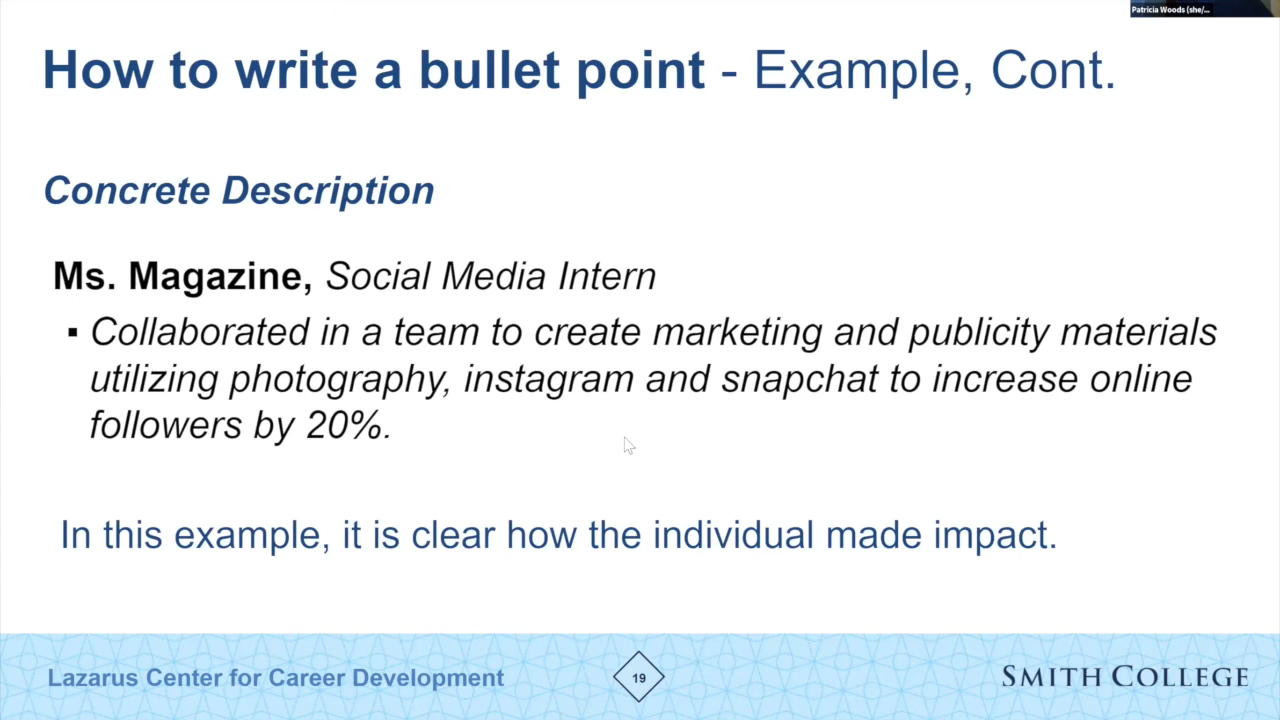 Patricia Woods (she/...
How to write a bullet point - Example, Cont.
Concrete Description
Ms. Magazine, Social Media Intern
▪ Collaborated in a team to create marketing and publicity materials
utilizing photography, instagram and snapchat to increase online
followers by 20%.
In this example, it is clear how the individual made impact.
Lazarus Center for Career Development
19
SMITH COLLEGE